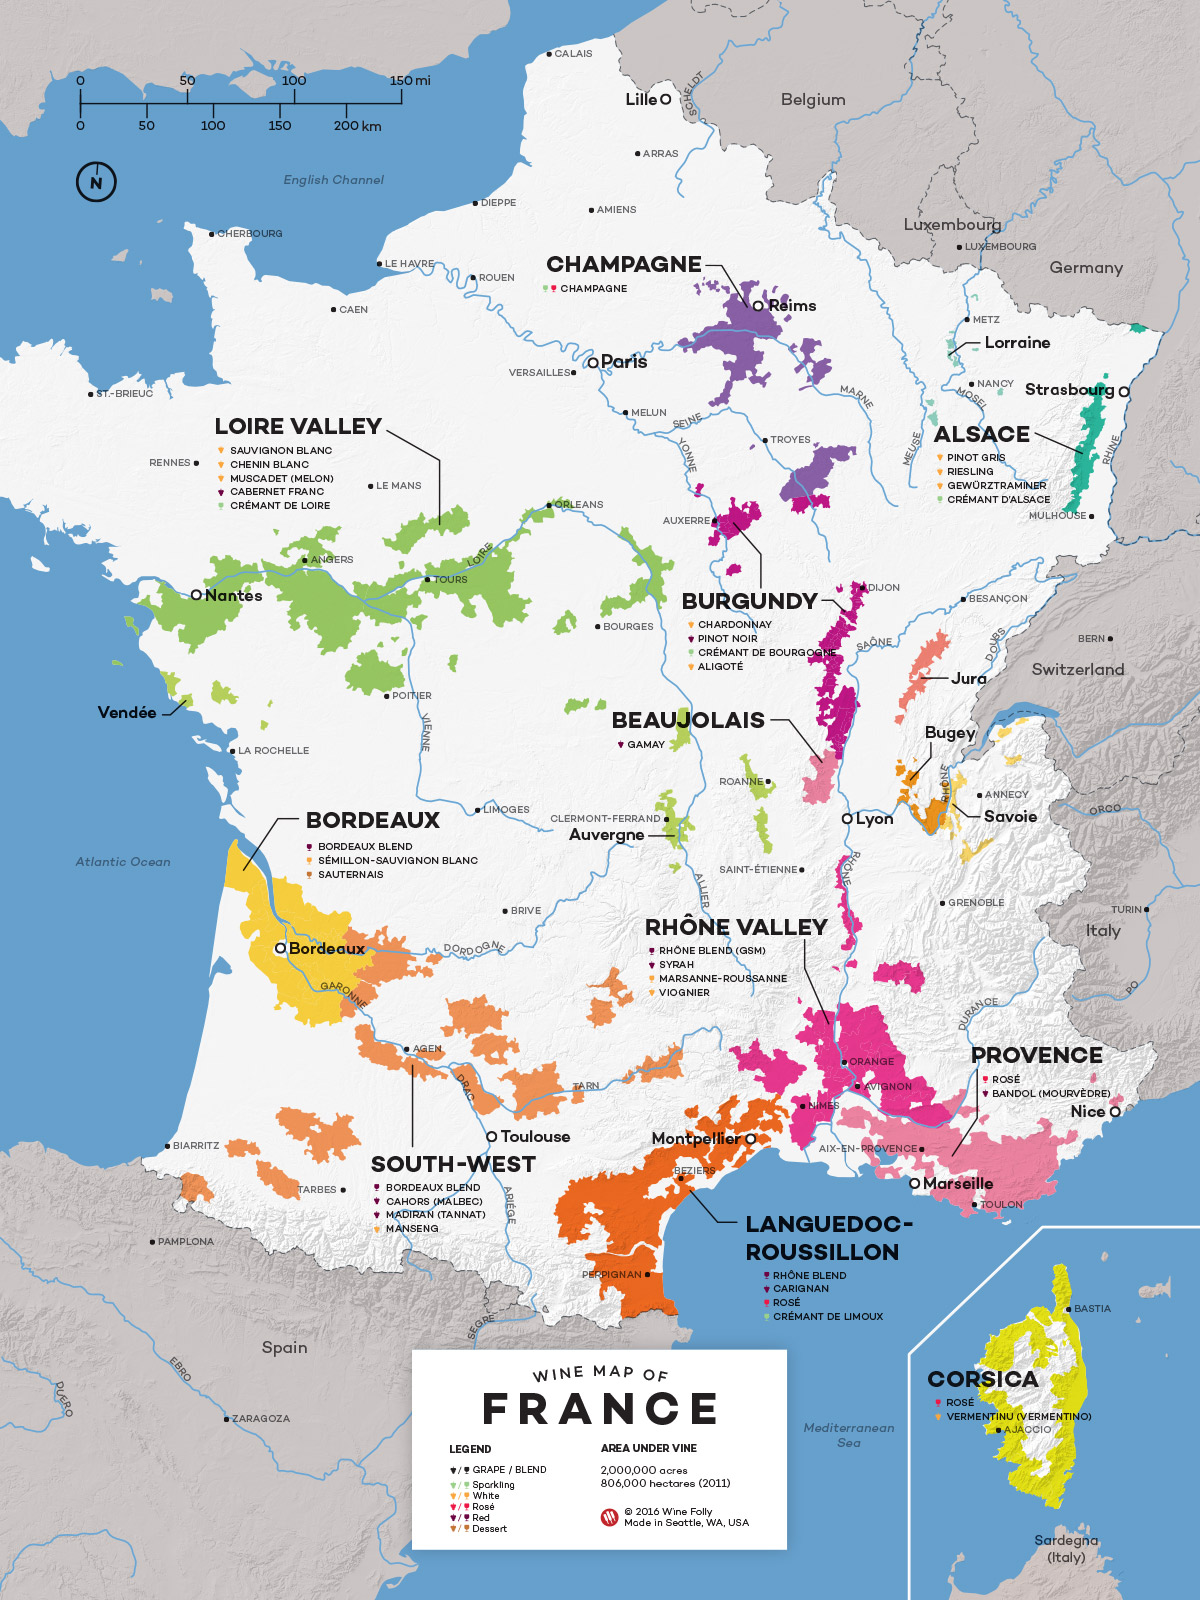 CALAIS
0 50 100 150 mi
0 50 100 150 200 km
N
Lille
SCHELDT
Belgium
ARRAS
English Channel
DIEPPE
AMIENS
CHERBOURG
LE HAVRE
ROUEN
CAEN
Luxembourg
LUXEMBOURG
Germany
CHAMPAGNE
CHAMPAGNE
Reims
METZ
Lorraine
Paris
VERSAILLES
NANCY
Strasbourg
MARNE
MOSEL
ST.-BRIEUC
MELUN
SEINE
TROYES
YONNE
MEUSE
RHINE
LOIRE VALLEY
SAUVIGNON BLANC
CHENIN BLANC
MUSCADET (MELON)
CABERNET FRANC
CRÉMANT DE LOIRE
RENNES
LE MANS
ALSACE
PINOT GRIS
RIESLING
GEWÜRZTRAMINER
CRÉMANT D'ALSACE
MULHOUSE
ORLEANS
AUXERRE
ANGERS
TOURS
LOIRE
Nantes
BOURGES
DIJON
BESANÇON
BURGUNDY
CHARDONNAY
PINOT NOIR
CRÉMANT DE BOURGOGNE
ALIGOTÉ
SAÔNE
DOUBS
BERN
Switzerland
Jura
POITIER
Vendée
VIENNE
LA ROCHELLE
BEAUJOLAIS
GAMAY
Bugey
ROANNE
RHÔNE
ANNECY
Savoie
ORCO
LIMOGES
CLERMONT-FERRAND
Auvergne
Lyon
BORDEAUX
BORDEAUX BLEND
SÉMILLON-SAUVIGNON BLANC
SAUTERNAIS
Atlantic Ocean
SAINT-ÉTIENNE
RHÔNE
ALLIER
BRIVE
GRENOBLE
TURIN
Italy
RHÔNE VALLEY
RHÔNE BLEND (GSM)
SYRAH
MARSANNE-ROUSSANNE
VIOGNIER
Bordeaux
DORDOGNE
GARONNE
PO
DURANCE
AGEN
DRAC
TARN
ORANGE
AVIGNON
NIMES
PROVENCE
ROSÉ
BANDOL (MOURVÈDRE)
Nice
Toulouse
Montpellier
AIX-EN-PROVENCE
BIARRITZ
BEZIERS
Marseille
TOULON
SOUTH-WEST
BORDEAUX BLEND
CAHORS (MALBEC)
MADIRAN (TANNAT)
MANSENG
TARBES
ARIÉGE
LANGUEDOC-
ROUSSILLON
RHÔNE BLEND
CARIGNAN
ROSÉ
CRÉMANT DE LIMOUX
PAMPLONA
PERPIGNAN
BASTIA
SEGRE
Spain
EBRO
DUERO
ZARAGOZA
CORSICA
ROSÉ
VERMENTINU (VERMENTINO)
AJACCIO
Mediterranean
Sea
WINE MAP OF
FRANCE
LEGEND
GRAPE / BLEND
/ Sparkling
/ White
/ Rosé
/ Red
/ Dessert
AREA UNDER VINE
2,000,000 acres
806,000 hectares (2011)
© 2016 Wine Folly
Made in Seattle, WA, USA
Sardegna
(Italy)